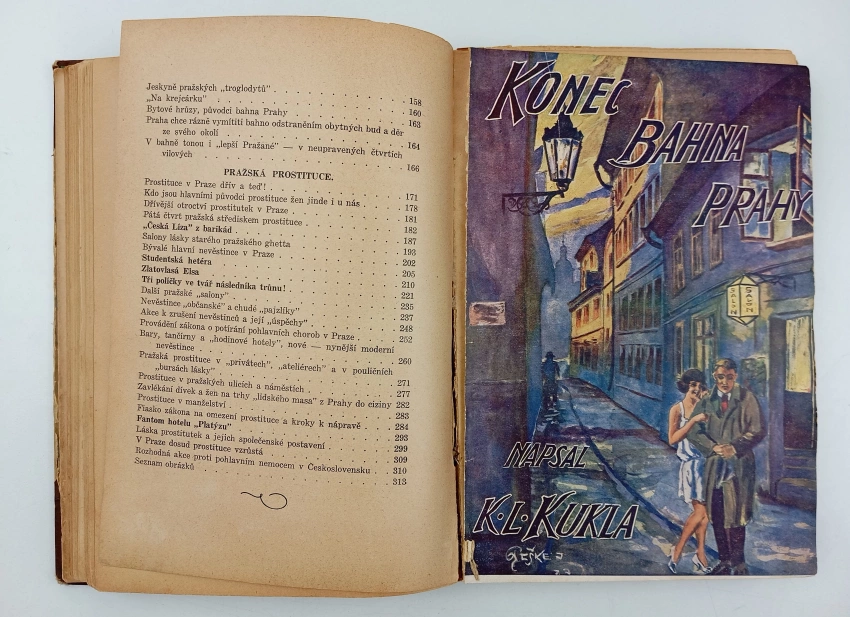 Jeskyně pražských „troglodytů" . . . . . . . . 158
„Na krejcárku" . . . . . . . . 160
Bytové hrůzy, původci bahna Prahy . . . . . . . . 163
Praha chce rázně vymítiti bahno odstraněním obytných bud a děr
ze svého okolí . . . . . . . . 164
V bahně tonou i „lepší Pražané" — v neupravených čtvrtích
vilových . . . . . . . . 166
PRAŽSKÁ PROSTITUCE.
Prostituce v Praze dřív a teď! . . . . . . . . 171
Kdo jsou hlavními původci prostituce žen jinde i u nás . . . . 178
Dřívější otroctví prostitutek v Praze . . . . . . . . 181
Pátá čtvrt pražská střediskem prostituce . . . . . . . . 182
„Česká Líza" z barikád . . . . . . . . 187
Salony lásky starého pražského ghetta . . . . . . . . 193
Bývalé hlavní nevěstince v Praze . . . . . . . . 202
Studentská hetéra . . . . . . . . 205
Zlatovlasá Elsa . . . . . . . . 210
Tři políčky ve tvář následníka trůnu! . . . . . . . . 221
Další pražské „salony" . . . . . . . . 235
Nevěstince „občanské" a chudé „pajzlíky" . . . . . . . . 237
Akce k zrušení nevěstinců a její „úspěchy" . . . . . . . . 248
Provádění zákona o potírání pohlavních chorob v Praze . . . . 252
Bary, tančírny a „hodinové hotely", nové — nynější moderní
nevěstince . . . . . . . . 260
Pražská prostituce v „privátech", „ateliérech" a v pouličních
„bursách lásky" . . . . . . . . 271
Prostituce v pražských ulicích a náměstích . . . . . . . . 277
Zavlékání dívek a žen na trhy „lidského masa" z Prahy do ciziny 282
Prostituce v manželství . . . . . . . . 283
Fiasko zákona na omezení prostituce a kroky k nápravě . . . . 284
Fantom hotelu „Platýzu" . . . . . . . . 293
Láska prostitutek a jejich společenské postavení . . . . . . . . 299
V Praze dosud prostituce vzrůstá . . . . . . . . 309
Rozhodná akce proti pohlavním nemocem v Československu . . . . 310
Seznam obrázků . . . . . . . . 313
KONEC
BAHNA
PRAHY
SALON
SALON
NAPSAL
K. L. KUKLA